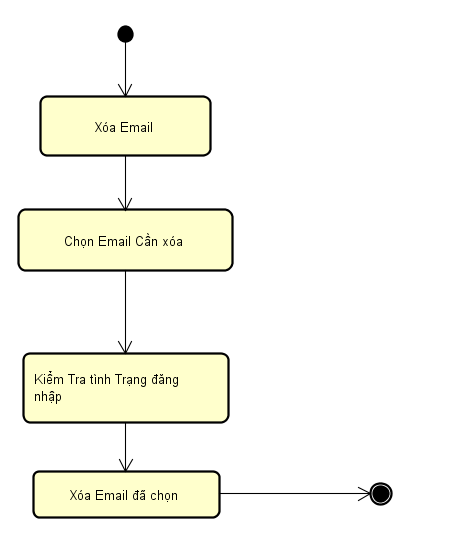 Xóa Email
Chọn Email Cần xóa
Kiểm Tra tình Trạng đăng
nhập
Xóa Email đã chọn